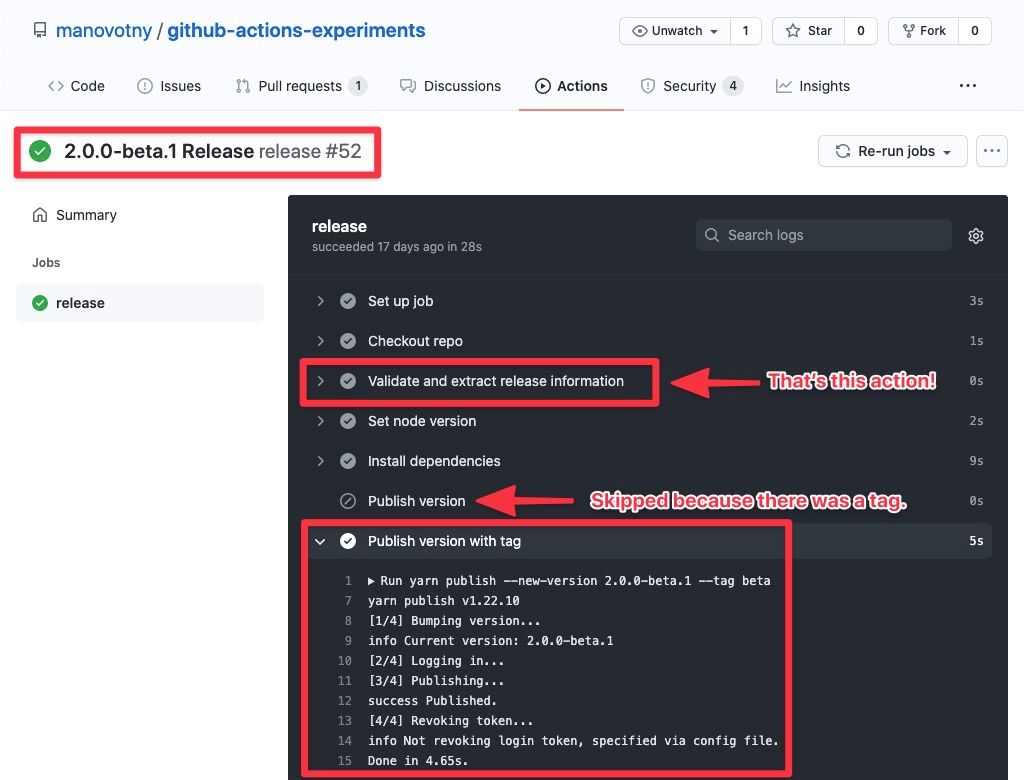 manovotny / github-actions-experiments
Unwatch 1 Star 0 Fork 0
Code Issues Pull requests 1 Discussions Actions Security 4 Insights ...
2.0.0-beta.1 Release release #52
Re-run jobs ...
Summary
Jobs
release
release
succeeded 17 days ago in 28s
Search logs
Set up job 3s
Checkout repo 1s
Validate and extract release information 0s
That's this action!
Set node version 2s
Install dependencies 9s
Publish version 0s
Skipped because there was a tag.
Publish version with tag 5s
1 ▶ Run yarn publish --new-version 2.0.0-beta.1 --tag beta
7 yarn publish v1.22.10
8 [1/4] Bumping version...
9 info Current version: 2.0.0-beta.1
10 [2/4] Logging in...
11 [3/4] Publishing...
12 success Published.
13 [4/4] Revoking token...
14 info Not revoking login token, specified via config file.
15 Done in 4.65s.